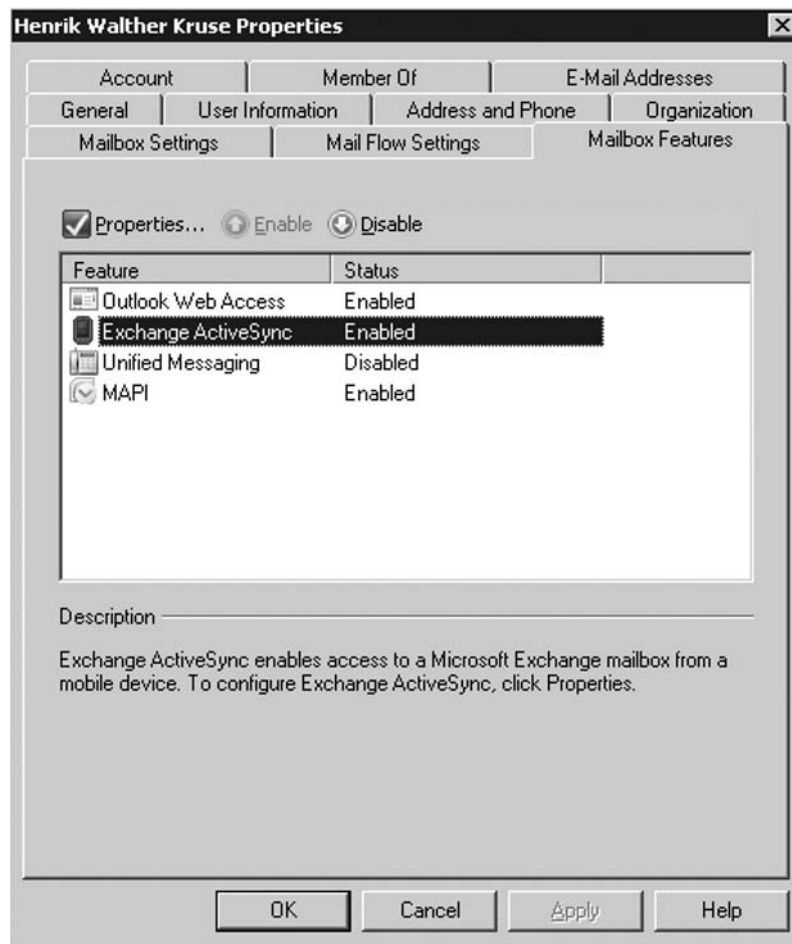 Henrik Walther Kruse Properties
Account Member Of E-Mail Addresses
General User Information Address and Phone Organization
Mailbox Settings Mail Flow Settings Mailbox Features
Properties... Enable Disable
Feature Status
Outlook Web Access Enabled
Exchange ActiveSync Enabled
Unified Messaging Disabled
MAPI Enabled
Description
Exchange ActiveSync enables access to a Microsoft Exchange mailbox from a
mobile device. To configure Exchange ActiveSync, click Properties.
OK Cancel Apply Help